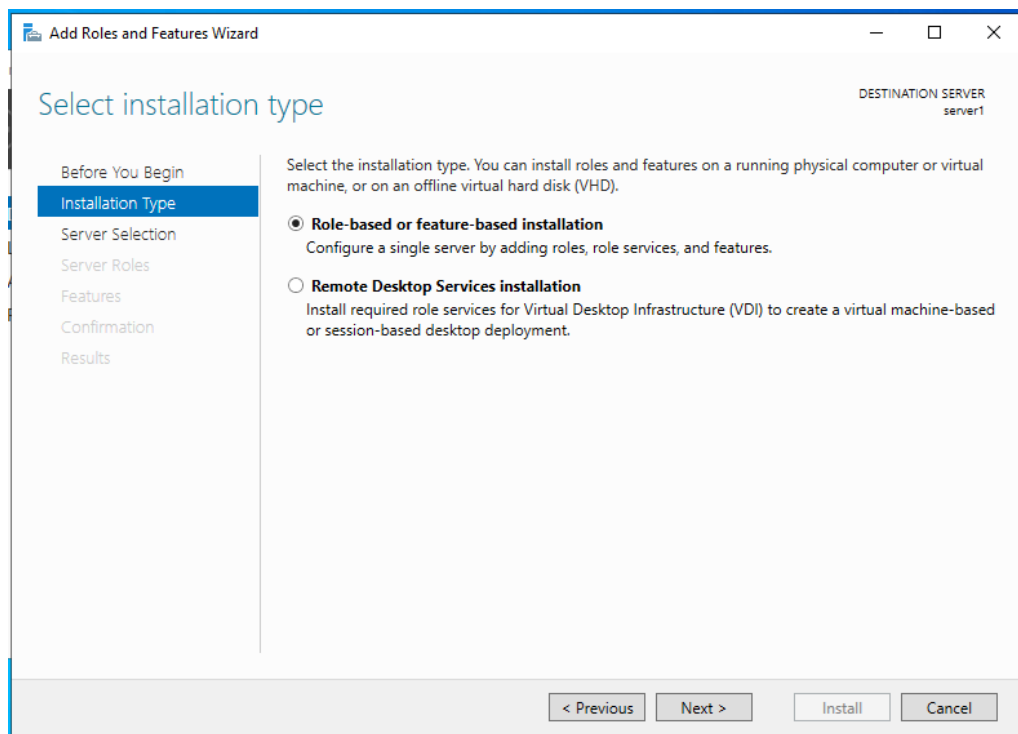 Add Roles and Features Wizard
Select installation type
DESTINATION SERVER
server1
Before You Begin
Installation Type
Server Selection
Server Roles
Features
Confirmation
Results
Select the installation type. You can install roles and features on a running physical computer or virtual
machine, or on an offline virtual hard disk (VHD).
Role-based or feature-based installation
Configure a single server by adding roles, role services, and features.
Remote Desktop Services installation
Install required role services for Virtual Desktop Infrastructure (VDI) to create a virtual machine-based
or session-based desktop deployment.
< Previous
Next >
Install
Cancel